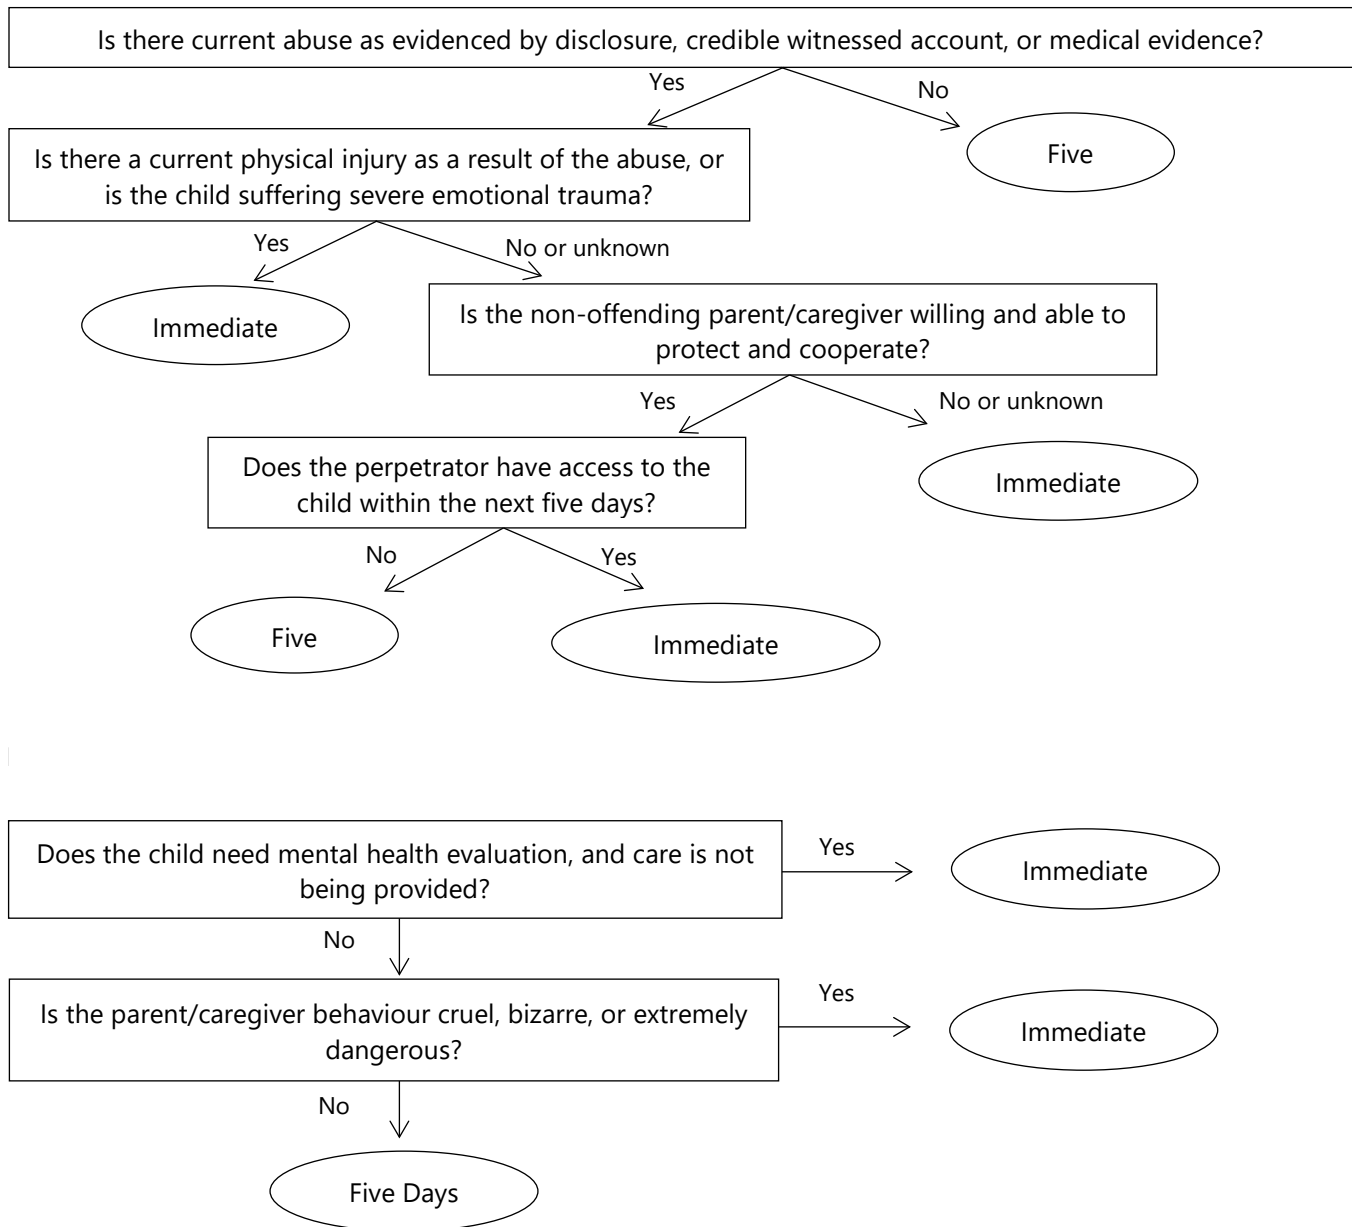 Is there current abuse as evidenced by disclosure, credible witnessed account, or medical evidence?
Yes
No
Is there a current physical injury as a result of the abuse, or
is the child suffering severe emotional trauma?
Five
Yes
No or unknown
Immediate
Is the non-offending parent/caregiver willing and able to
protect and cooperate?
Yes
No or unknown
Does the perpetrator have access to the
child within the next five days?
Immediate
No
Yes
Five
Immediate
Does the child need mental health evaluation, and care is not
being provided?
Yes
Immediate
No
Is the parent/caregiver behaviour cruel, bizarre, or extremely
dangerous?
Yes
Immediate
No
Five Days